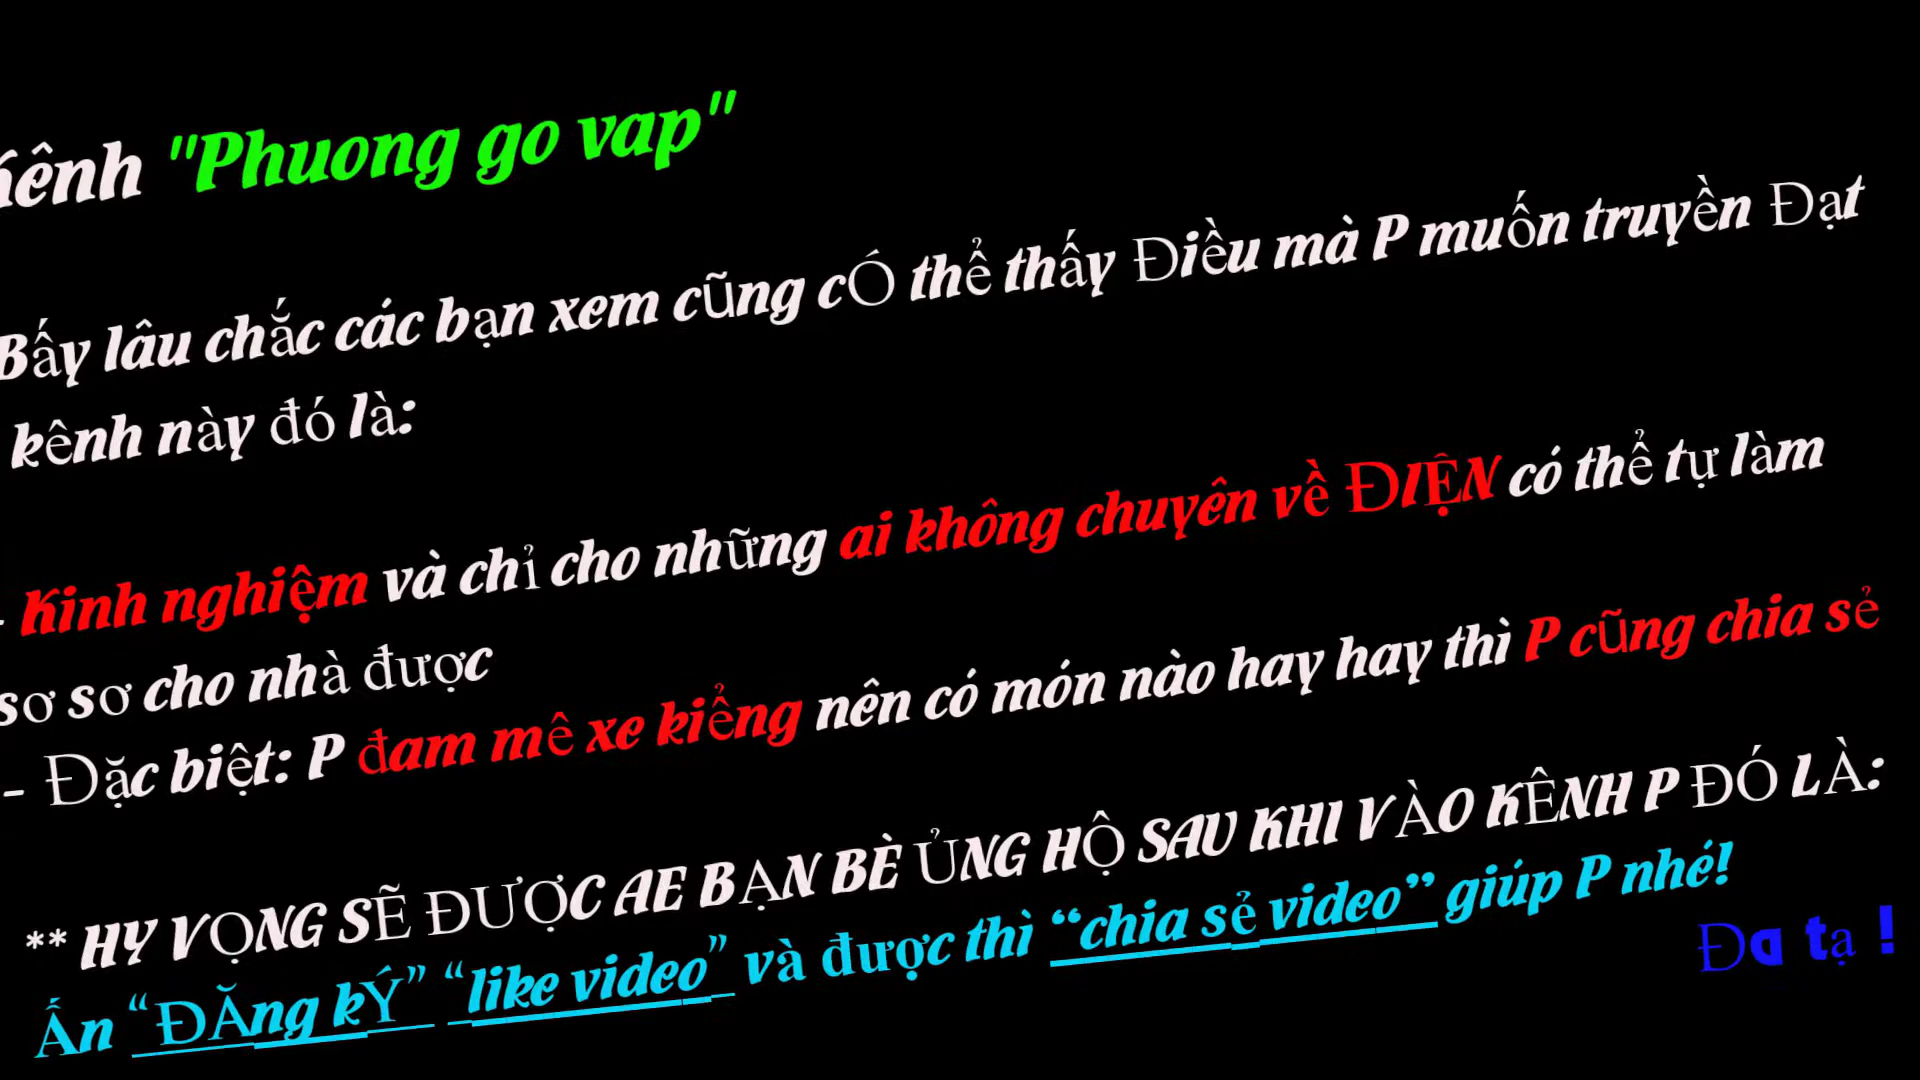 Kênh "Phuong go vap"
Bấy lâu chắc các bạn xem cũng cÓ thể thấy Điều mà P muốn truyền Đạt
kênh này đó là:
- Kinh nghiệm và chỉ cho những ai không chuyên về ĐIỆN có thể tự làm
sơ sơ cho nhà được
- Đặc biệt: P đam mê xe kiểng nên có món nào hay hay thì P cũng chia sẻ
** HY VỌNG SẼ ĐƯỢC AE BẠN BÈ ỦNG HỘ SAU KHI VÀO KÊNH P ĐÓ LÀ:
Ấn “ĐĂng kÝ” “like video” và được thì “chia sẻ video” giúp P nhé!
Đa tạ !